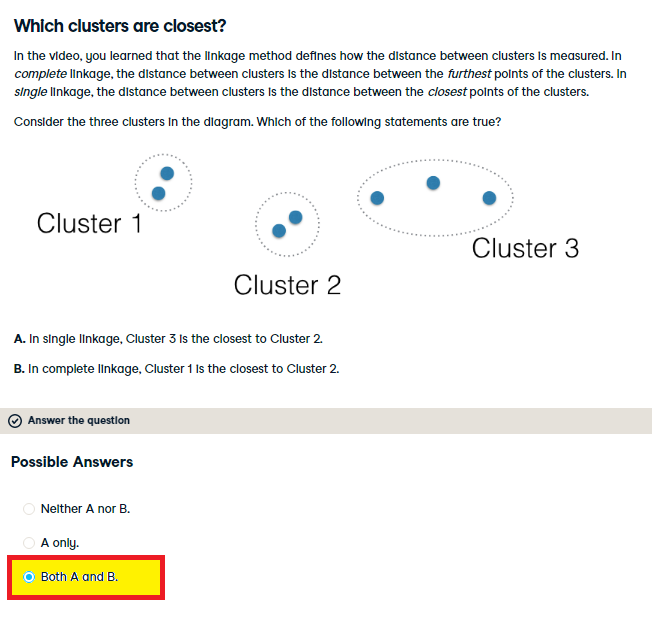 Which clusters are closest?
In the video, you learned that the linkage method defines how the distance between clusters is measured. In
complete linkage, the distance between clusters is the distance between the furthest points of the clusters. In
single linkage, the distance between clusters is the distance between the closest points of the clusters.
Consider the three clusters in the diagram. Which of the following statements are true?
Cluster 1
Cluster 3
Cluster 2
A. In single linkage, Cluster 3 is the closest to Cluster 2.
B. In complete linkage, Cluster 1 is the closest to Cluster 2.
Answer the question
Possible Answers
Neither A nor B.
A only.
Both A and B.